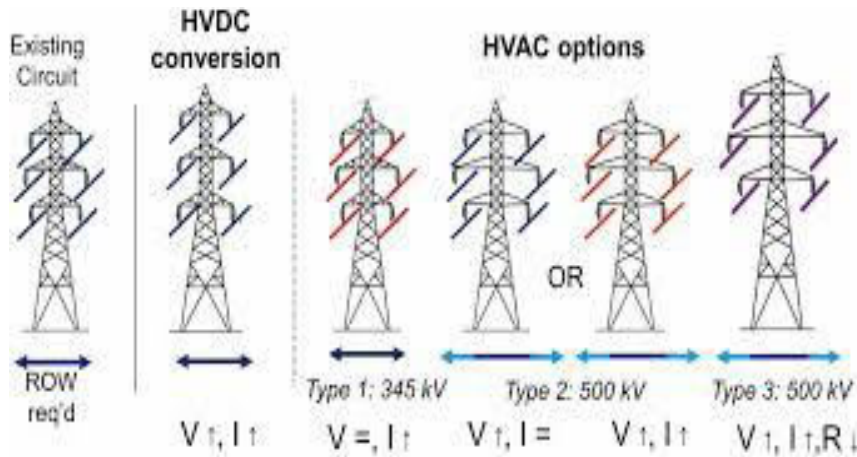 Existing
Circuit
HVDC
conversion
HVAC options
OR
ROW
req'd
Type 1: 345 kV
Type 2: 500 kV
Type 3: 500 kV
V ↑, I ↑
V =, I ↑
V ↑, I =
V ↑, I ↑
V ↑, I ↑,R ↓